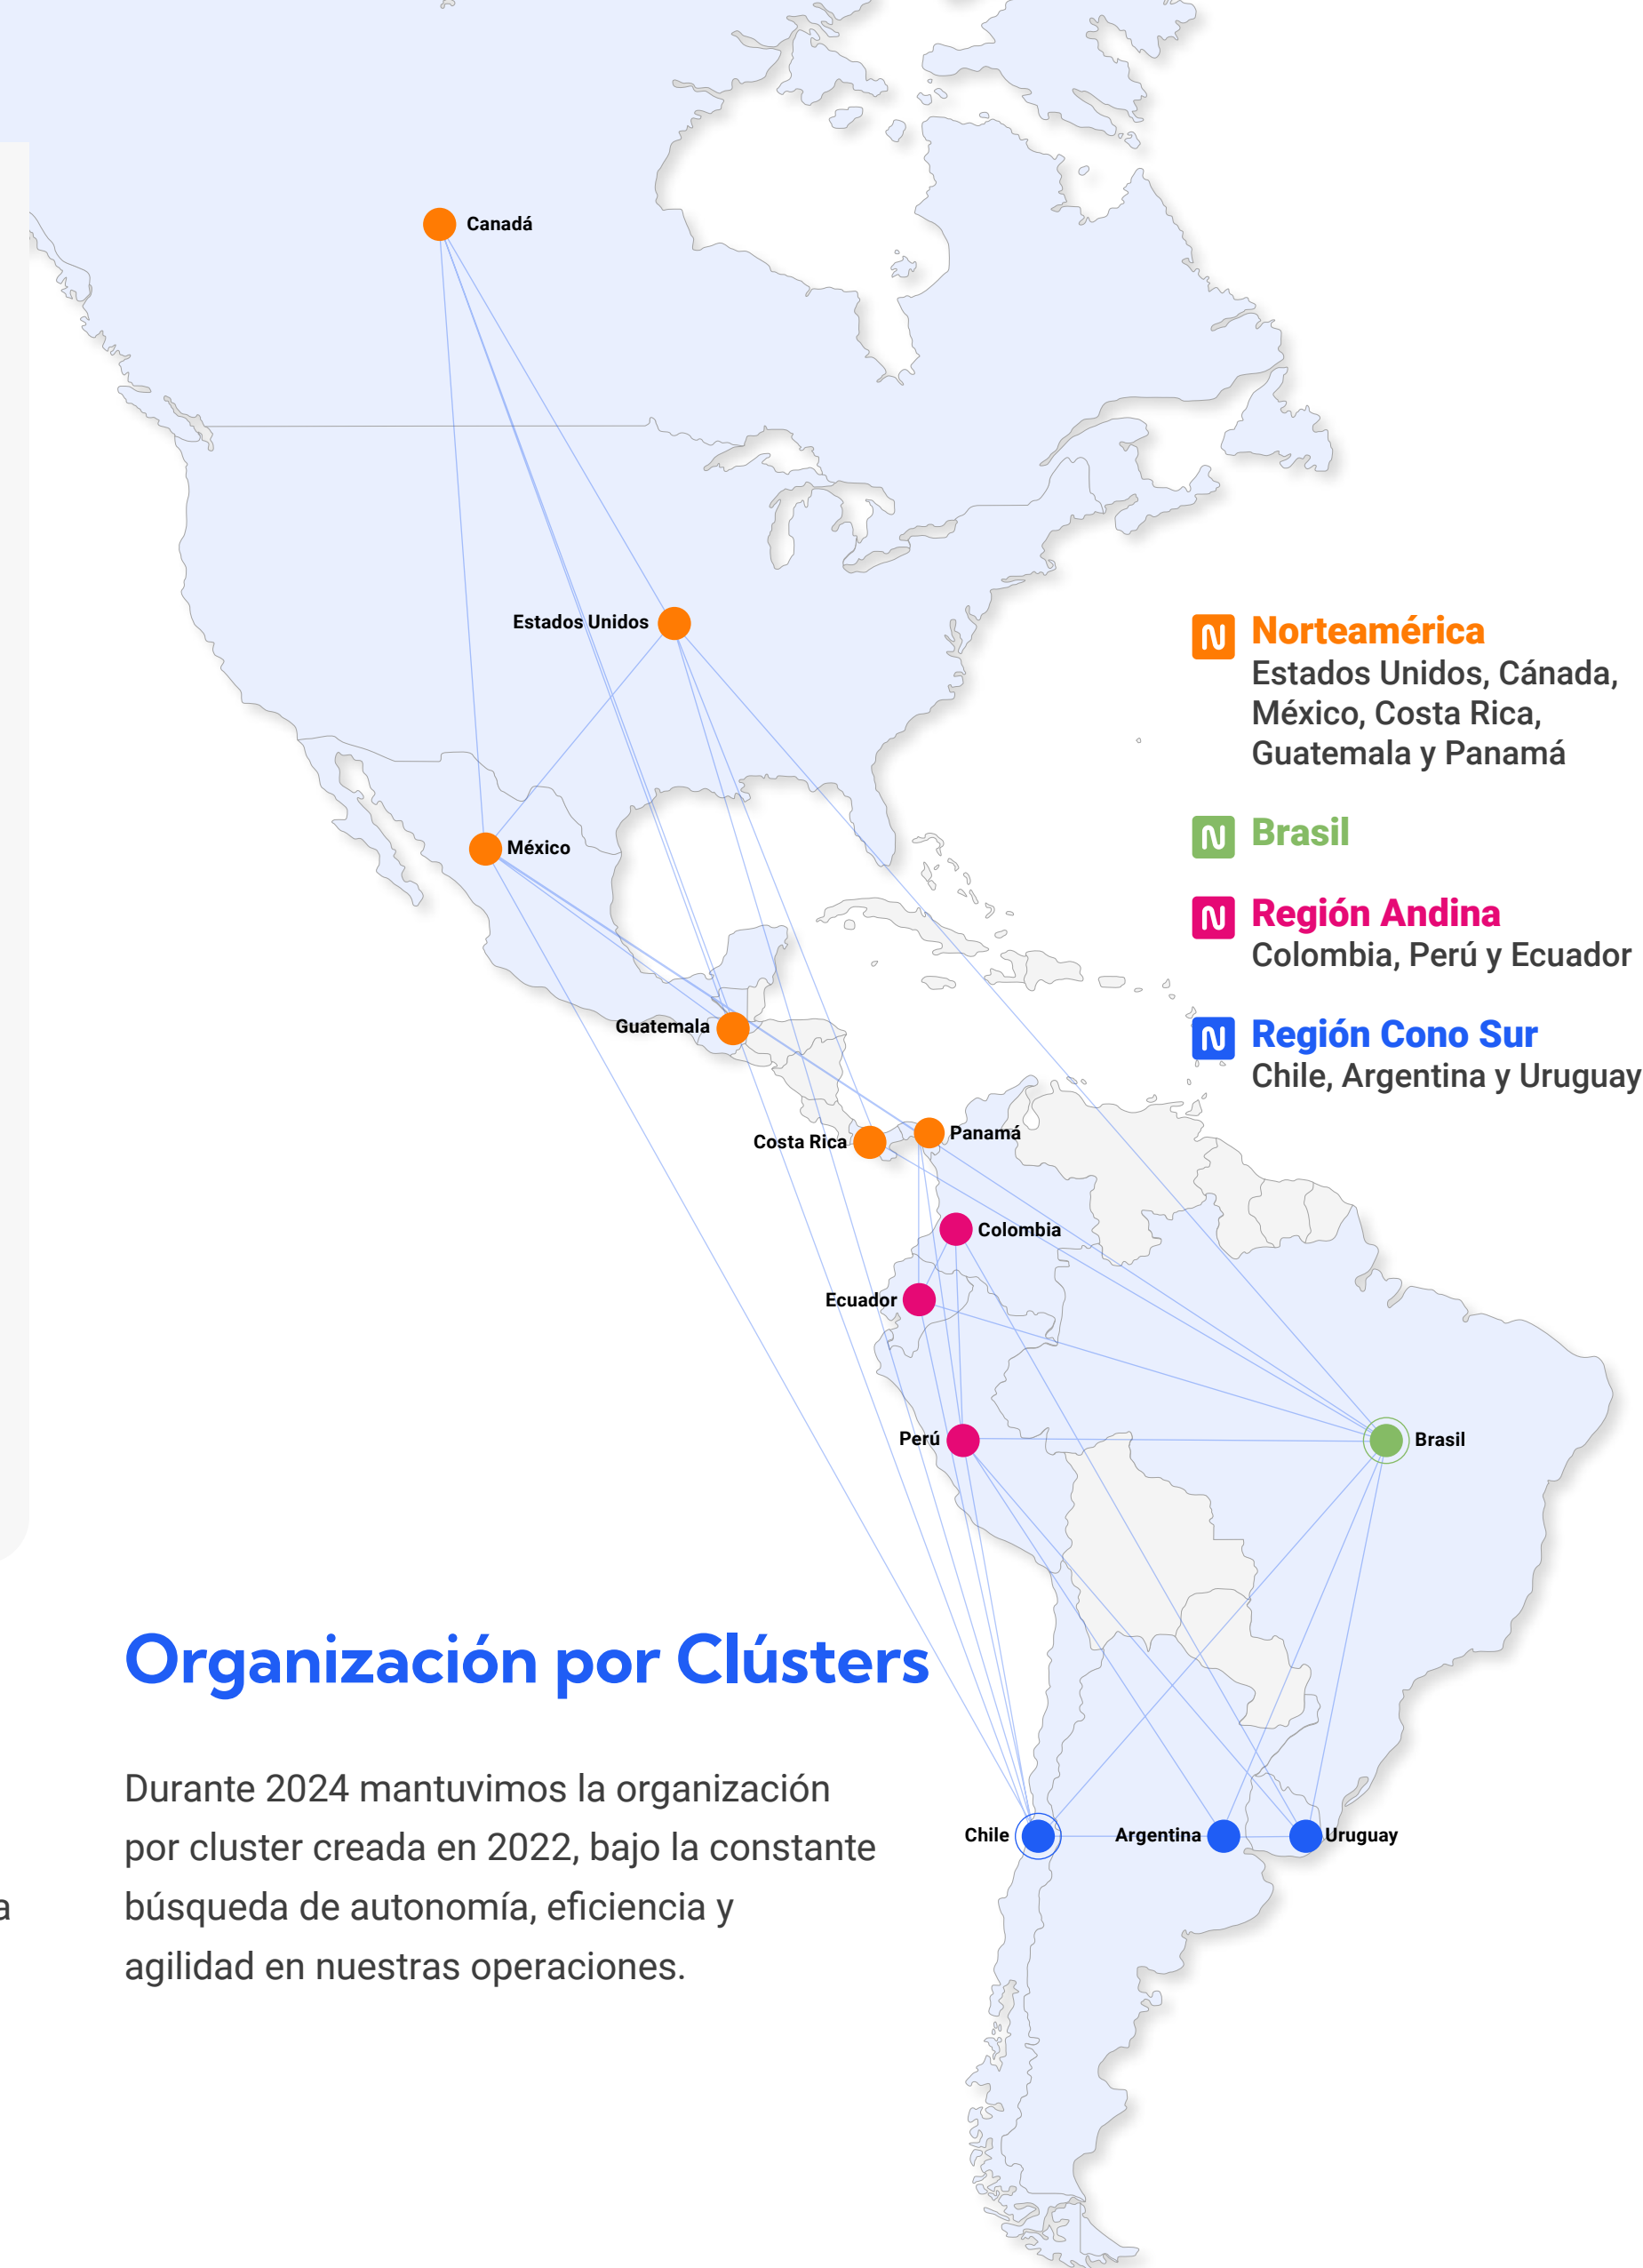 Canadá
Estados Unidos
México
Guatemala
Costa Rica
Panamá
Colombia
Ecuador
Perú
Brasil
Chile
Argentina
Uruguay
Norteamérica
Estados Unidos, Cánada,
México, Costa Rica,
Guatemala y Panamá
Brasil
Región Andina
Colombia, Perú y Ecuador
Región Cono Sur
Chile, Argentina y Uruguay
Organización por Clústers
Durante 2024 mantuvimos la organización
por cluster creada en 2022, bajo la constante
búsqueda de autonomía, eficiencia y
agilidad en nuestras operaciones.
a